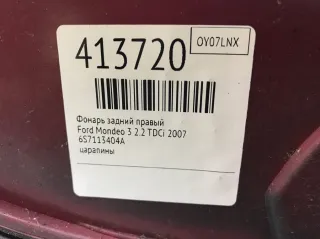 413720
OY07LNX
Фонарь задний правый
Ford Mondeo 3 2.2 TDCi 2007
6S7113404A
царапины